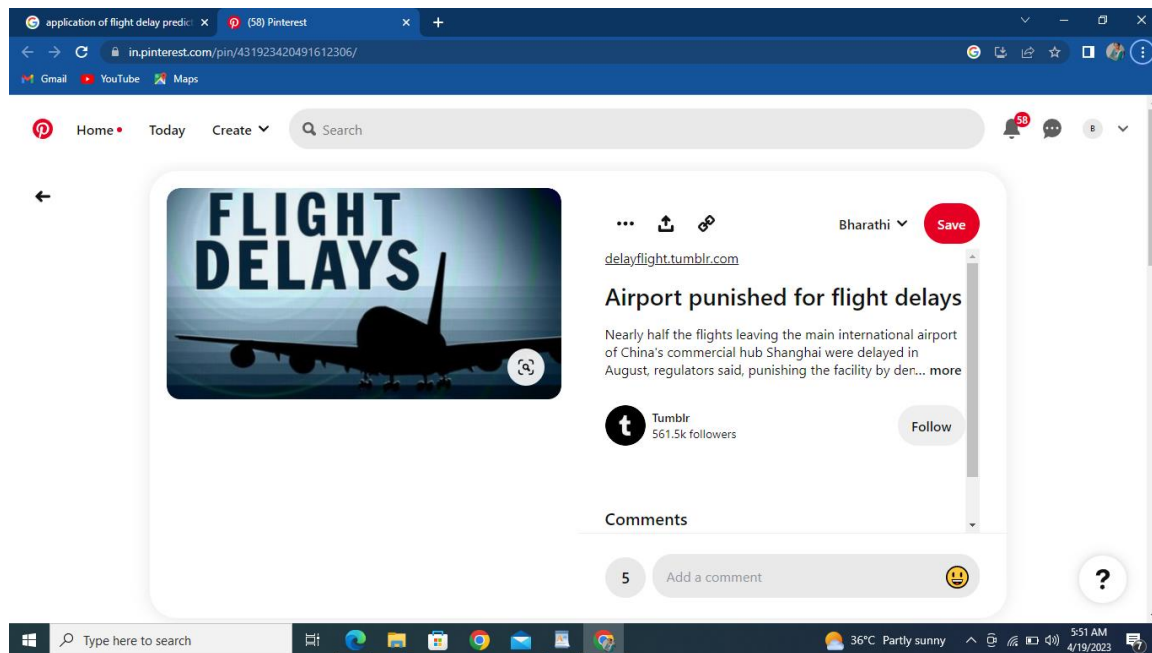 application of flight delay predict
(58) Pinterest
in.pinterest.com/pin/431923420491612306/
Gmail YouTube Maps
Home Today Create Search 58 B
FLIGHT
DELAYS
Bharathi Save
delayflight.tumblr.com
Airport punished for flight delays
Nearly half the flights leaving the main international airport
of China's commercial hub Shanghai were delayed in
August, regulators said, punishing the facility by der... more
t
Tumblr
561.5k followers
Follow
Comments
5 Add a comment
?
Type here to search
36°C Partly sunny
5:51 AM
4/19/2023
7